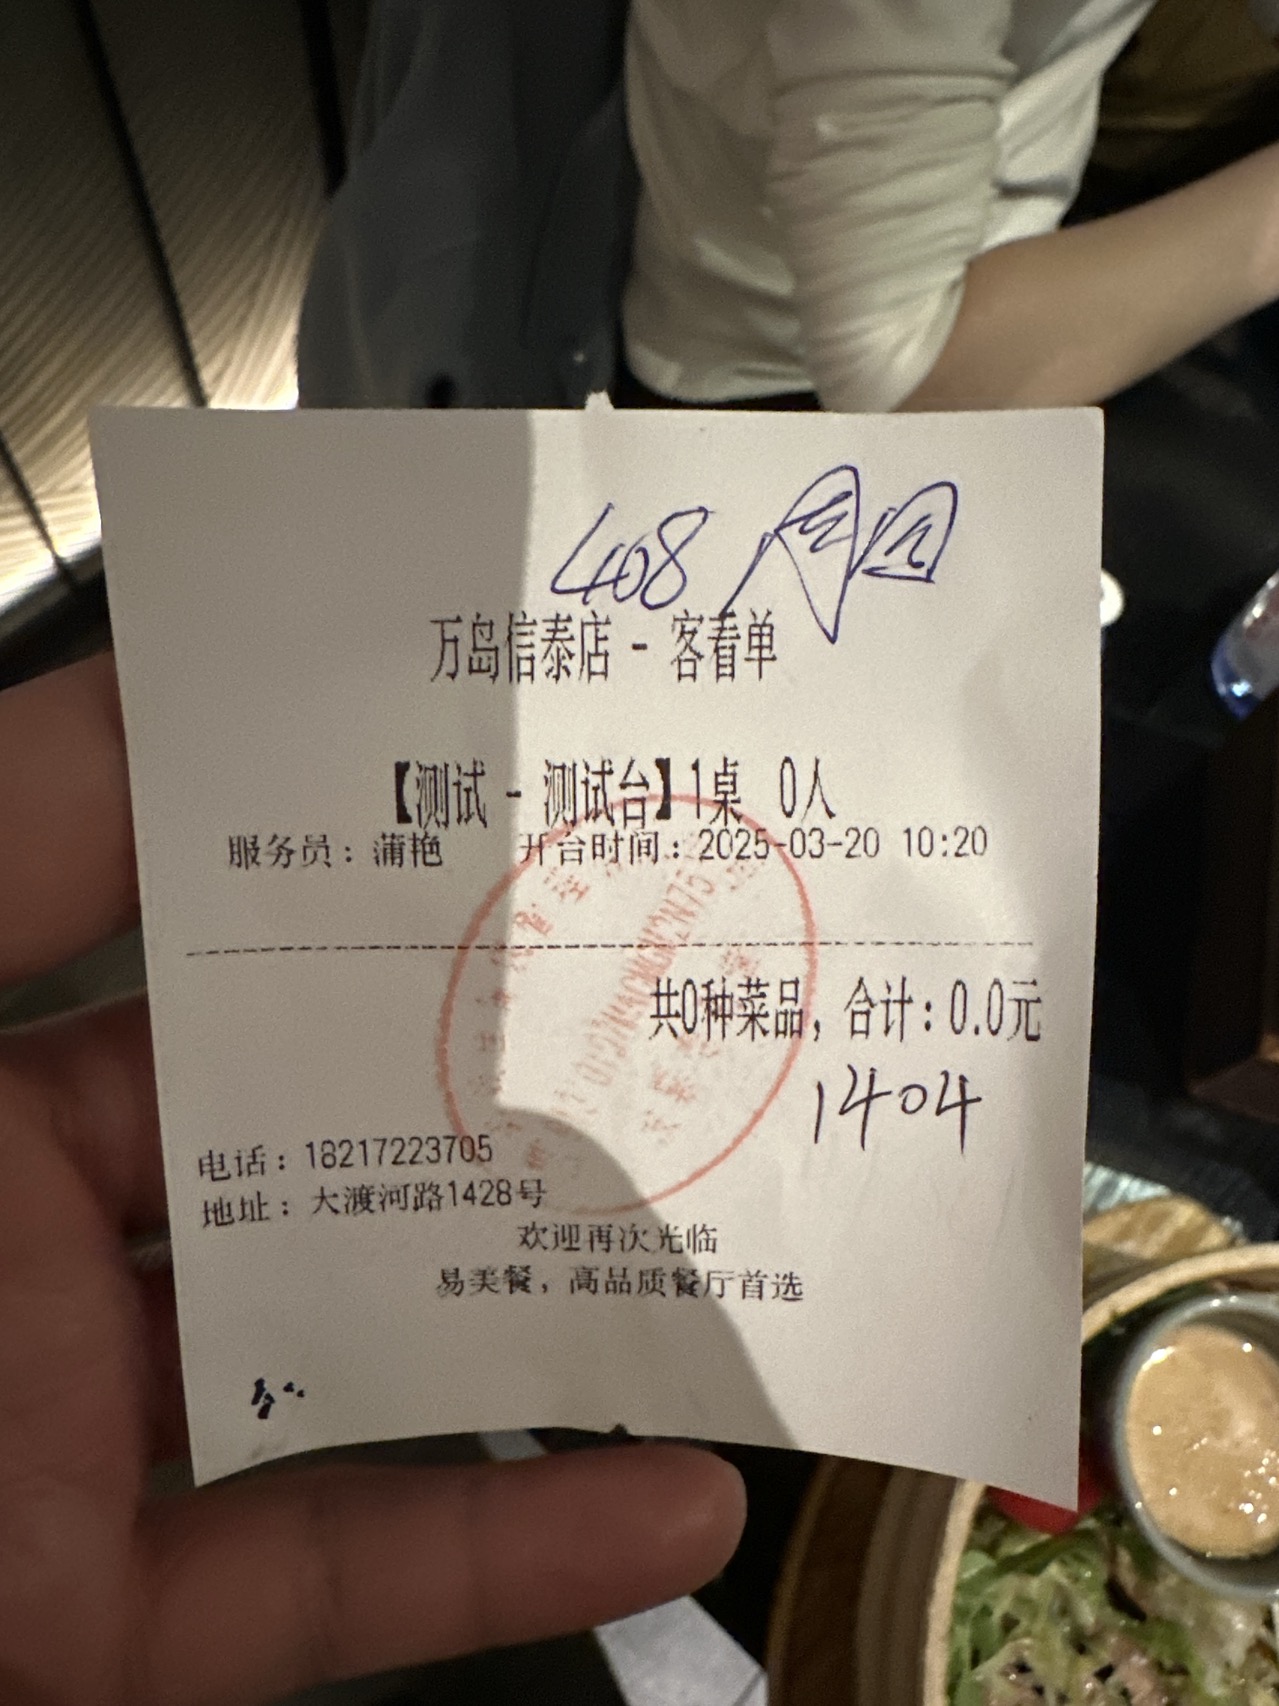 408
万岛信泰店 - 客看单
【测试 - 测试台】1桌 0人
服务员：蒲艳 开台时间：2025-03-20 10:20
共0种菜品，合计：0.0元
1404
电话：18217223705
地址：大渡河路1428号
欢迎再次光临
易美餐，高品质餐厅首选